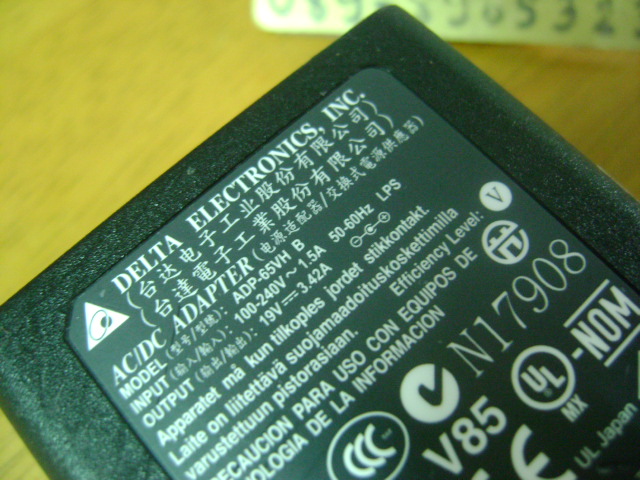 DELTA ELECTRONICS, INC.
(台达电子工业股份有限公司)
(台達電子工業股份有限公司)
AC/DC ADAPTER (电源适配器/交換式電源供應器)
MODEL (型号/型號): ADP-65VH B
INPUT (输入/輸入): 100-240V~1.5A 50-60Hz LPS
OUTPUT (输出/輸出): 19V⎓3.42A
Apparatet må kun tilkoples jordet stikkontakt.
Laite on liitettävä suojamaadoituskoskettimilla
varustettuun pistorasiaan.
Efficiency Level: V
PRECAUCION PARA USO CON EQUIPOS DE
NOLOGIA DE LA INFORMACION
N17908
V85
CCC
UL
MX
NOM
CE
UL Japan